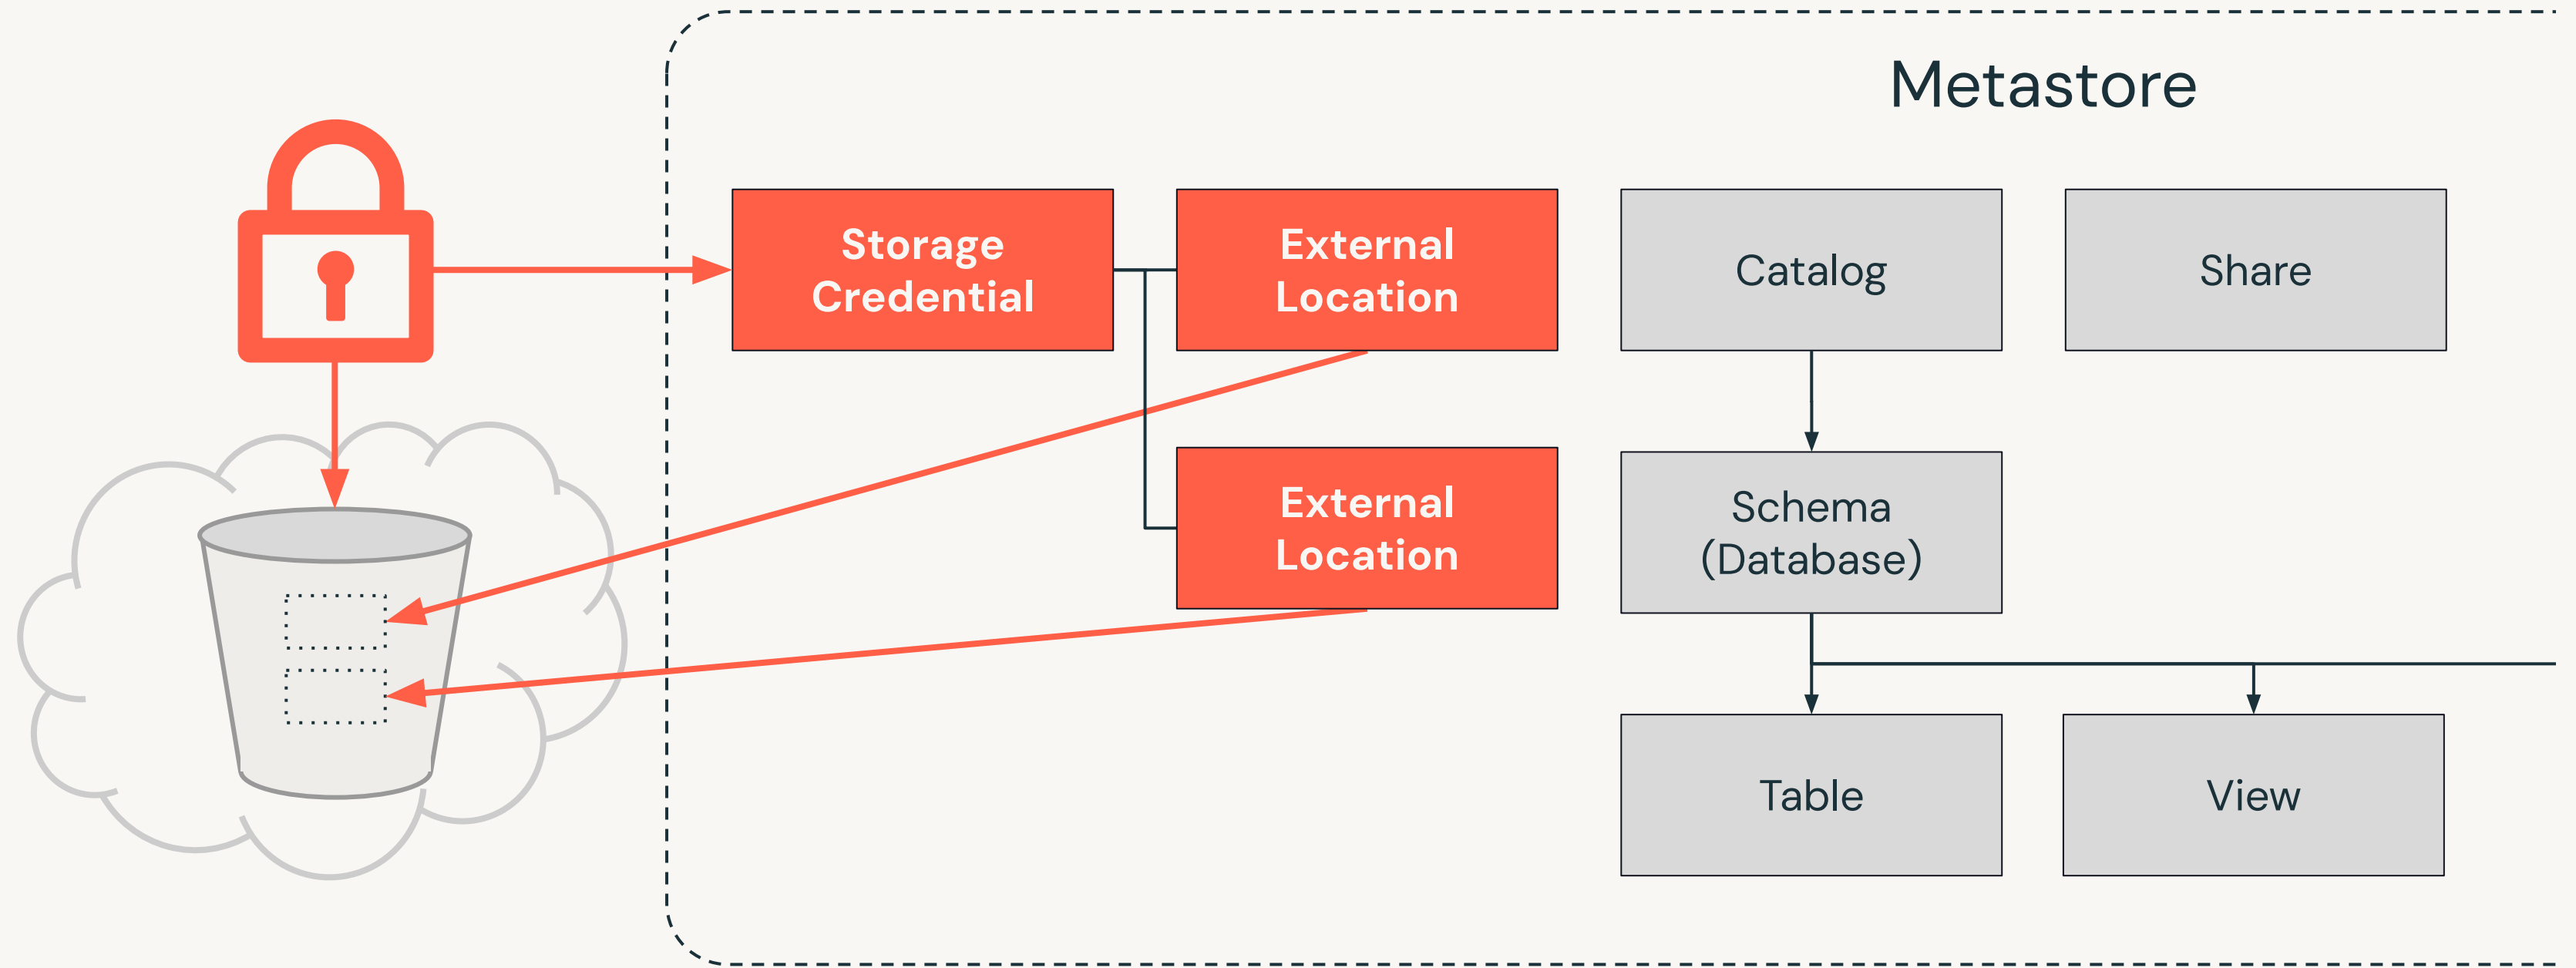 Metastore
Storage
Credential
External
Location
Catalog
Share
External
Location
Schema
(Database)
Table
View